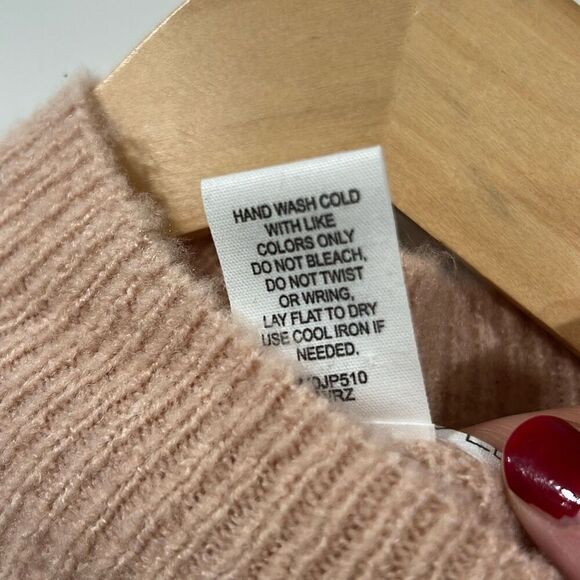 HAND WASH COLD
WITH LIKE
COLORS ONLY
DO NOT BLEACH,
DO NOT TWIST
OR WRING,
LAY FLAT TO DRY
USE COOL IRON IF
NEEDED.